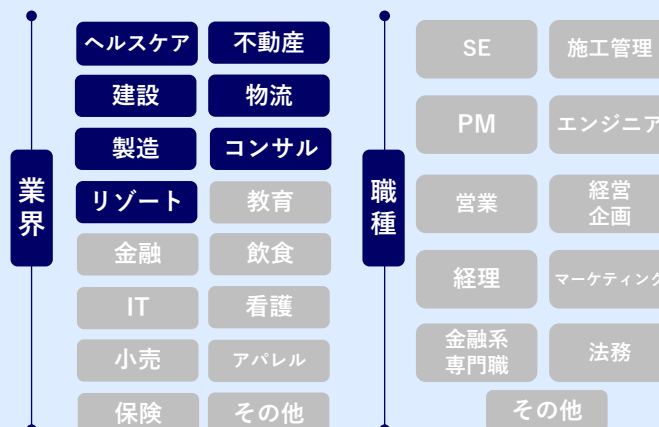 業界
ヘルスケア
不動産
建設
物流
製造
コンサル
リゾート
教育
金融
飲食
IT
看護
小売
アパレル
保険
その他
職種
SE
施工管理
PM
エンジニア
営業
経営
企画
経理
マーケティング
金融系
専門職
法務
その他